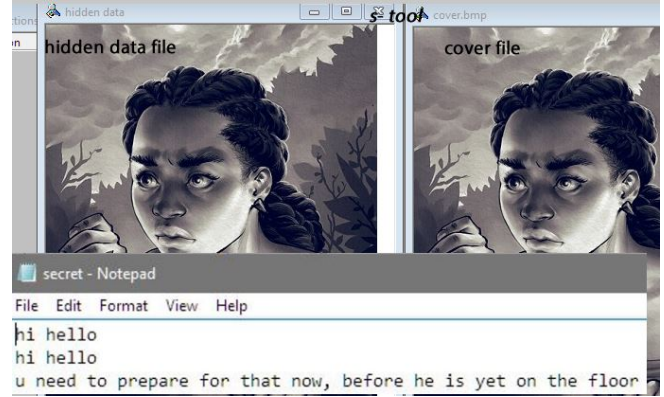 hidden data
s- tool
cover.bmp
hidden data file
cover file
secret - Notepad
File Edit Format View Help
hi hello
hi hello
u need to prepare for that now, before he is yet on the floor